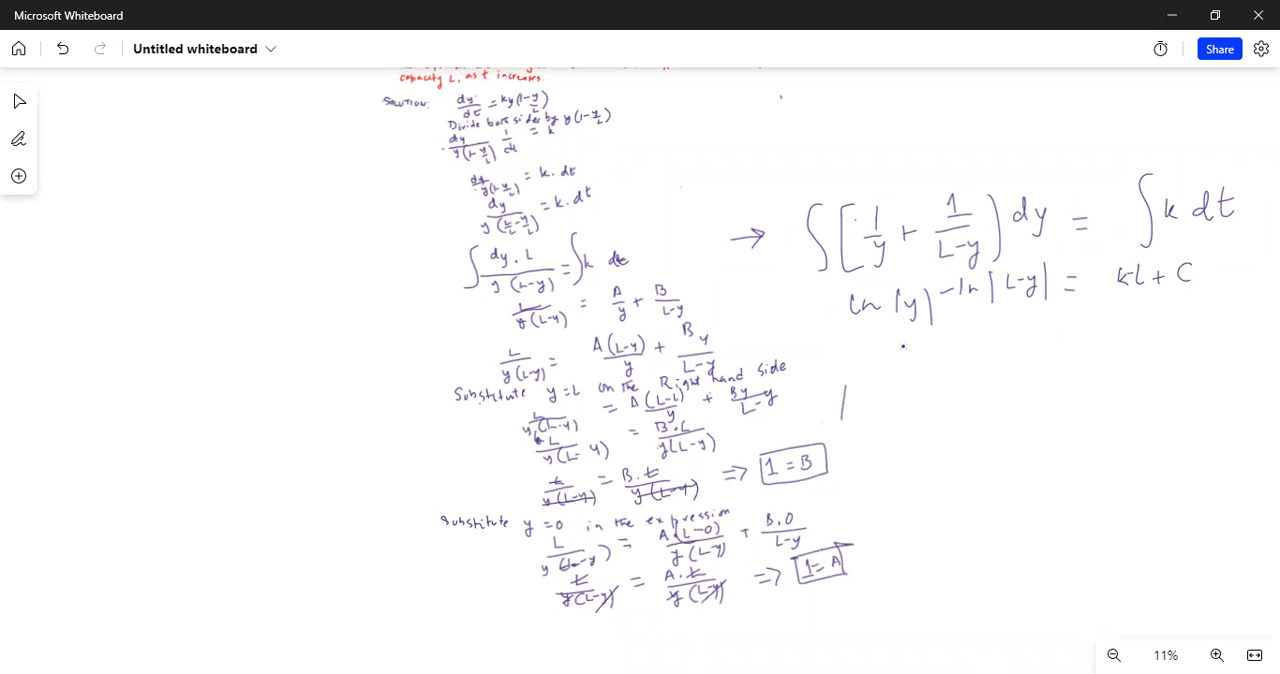 Microsoft Whiteboard
Untitled whiteboard
Share
capacity L, as t increases.
SOLUTION: dy/dt = ky(1-y/L)
Divide both sides by y(1-y/L)
dy/y(1-y/L) 1/dt = k
dy/y(1-y/L) = k.dt
dy/y(L/L-y/L) = k.dt
∫ dy.L/y(L-y) = ∫k dt
L/y(L-y) = A/y + B/L-y
L/y(L-y) = A(L-y)/y + By/L-y
Substitute y=L on the Right hand side
L/y(L-y) = A(L-L)/y + By/L-y
L/y(L-y) = B.L/y(L-y)
L/y(L-y) = B.L/y(L-y) => 1=B
Substitute y=0 in the expression
L/y(L-y) = A.(L-0)/y(L-y) + B.0/L-y
L/y(L-y) = A.L/y(L-y) => 1=A
→ ∫[1/y + 1/L-y) dy = ∫k dt
ln|y| -ln|L-y| = kt + C
11%